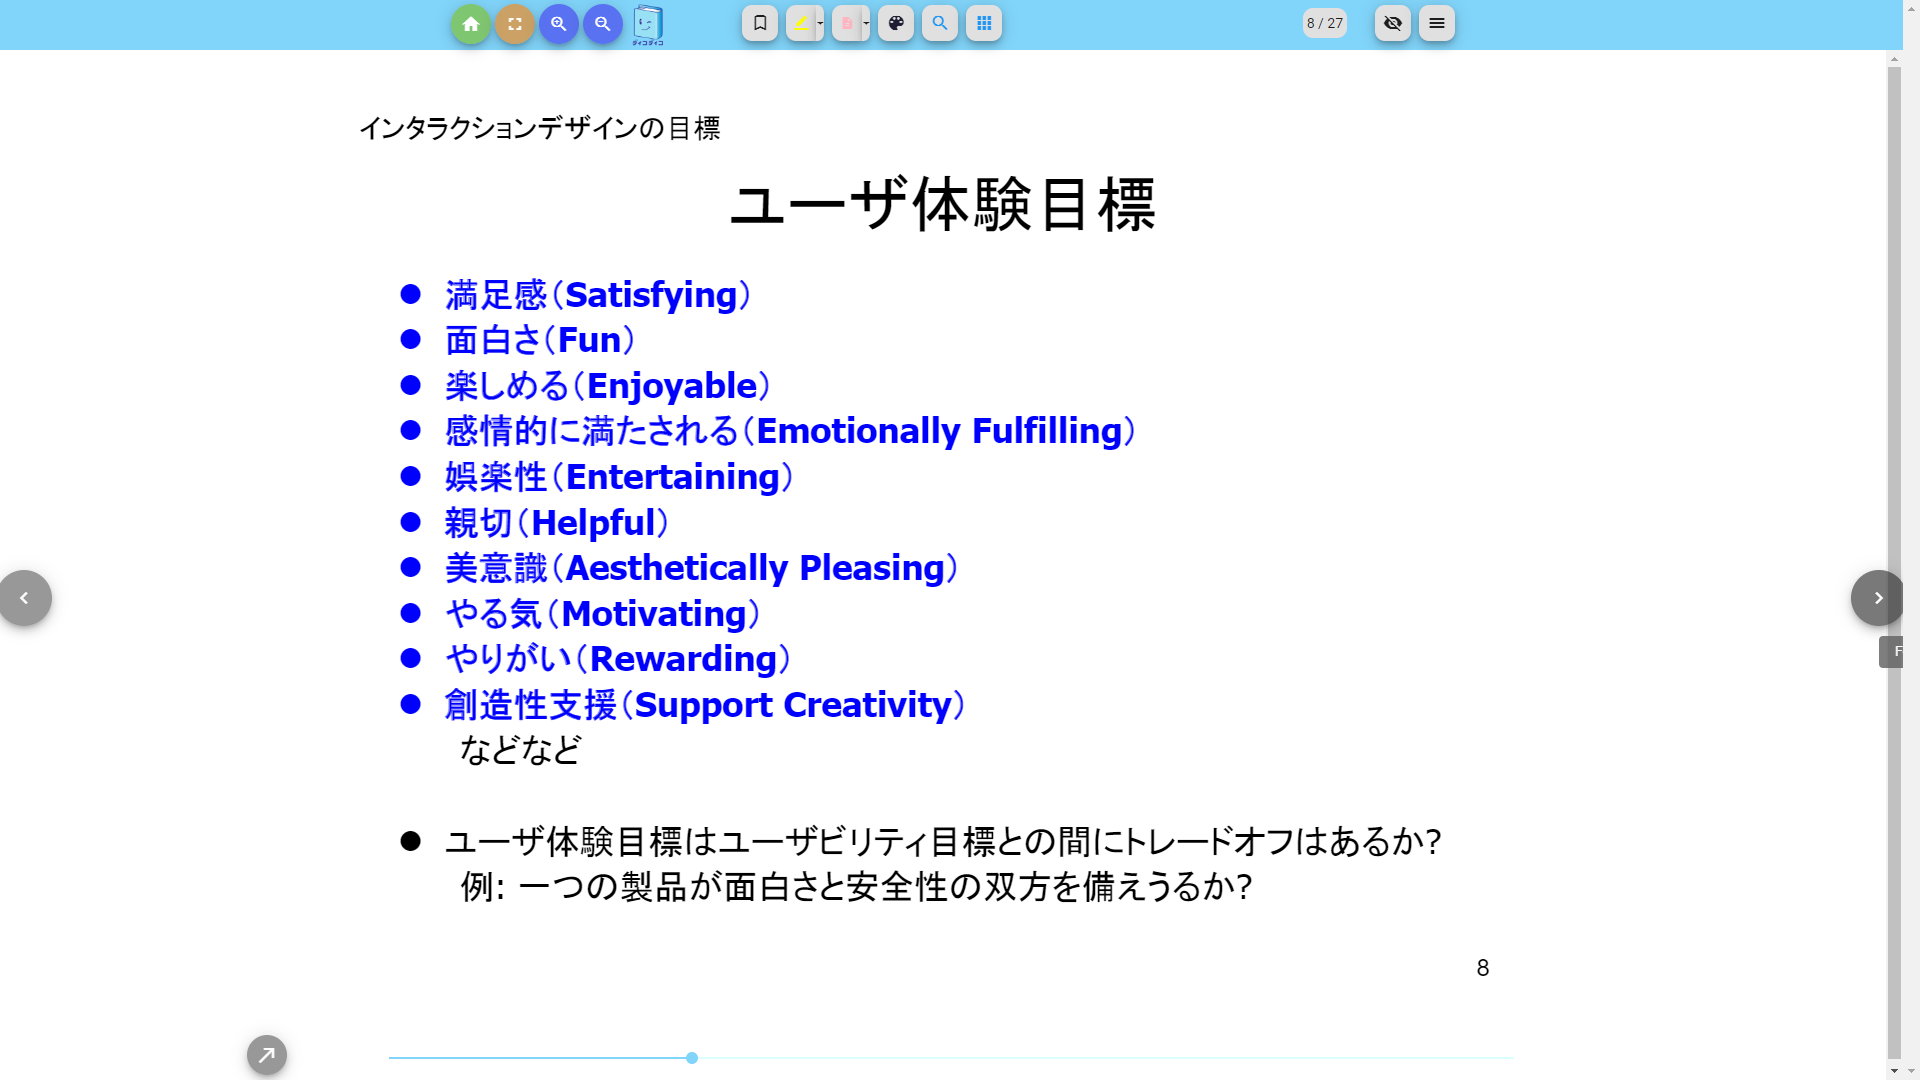 ダィコダィコ
8 / 27
インタラクションデザインの目標
ユーザ体験目標
● 満足感（Satisfying）
● 面白さ（Fun）
● 楽しめる（Enjoyable）
● 感情的に満たされる（Emotionally Fulfilling）
● 娯楽性（Entertaining）
● 親切（Helpful）
● 美意識（Aesthetically Pleasing）
● やる気（Motivating）
● やりがい（Rewarding）
● 創造性支援（Support Creativity）
などなど
● ユーザ体験目標はユーザビリティ目標との間にトレードオフはあるか?
例: 一つの製品が面白さと安全性の双方を備えうるか?
8
F